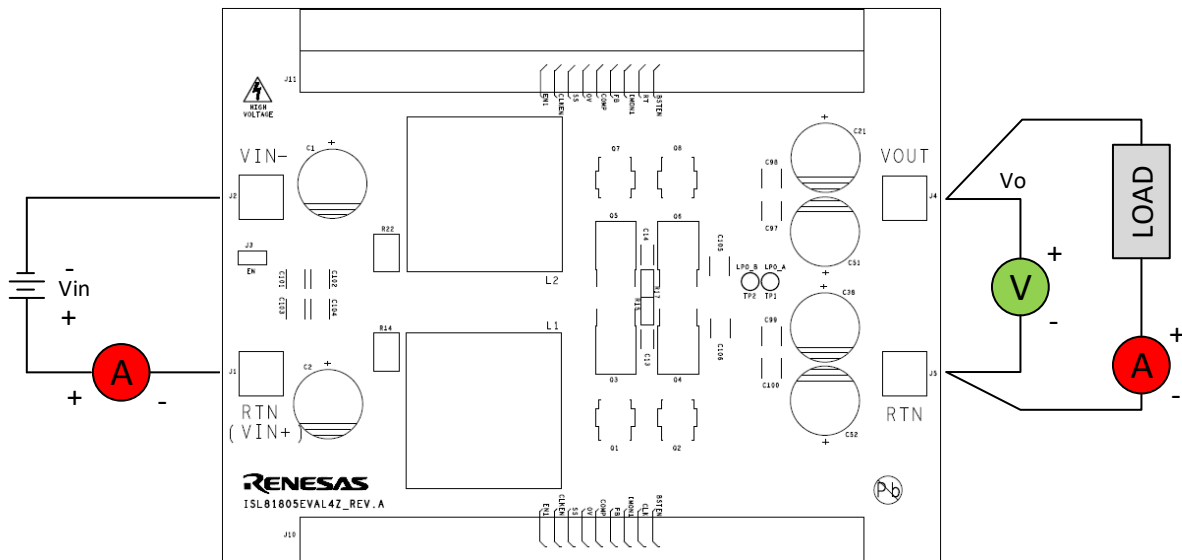 J11
EN1
CLKEN
SS
OV
COMP
FB
IMON1
RT
BSTEN
HIGH
VOLTAGE
VIN-
C1
+
Q7
Q8
C98
+
C21
VOUT
J2
R22
Q5
Q6
C14
C105
C97
C51
J4
Vo
LOAD
J3
EN
C101
C102
C103
C104
L2
R17
R16
LPO_B
LPO_A
TP2
TP1
+
C38
-
Vin
+
+
V
-
L1
R14
C13
C106
C99
C100
J1
C2
+
RTN
(VIN+)
A
+
-
Q3
Q4
Q1
Q2
C52
+
J5
RTN
A
+
-
RENESAS
ISL81805EVAL4Z_REV.A
Pb
J10
EN1
CLKEN
SS
OV
COMP
FB
IMON1
CLK
BSTEN